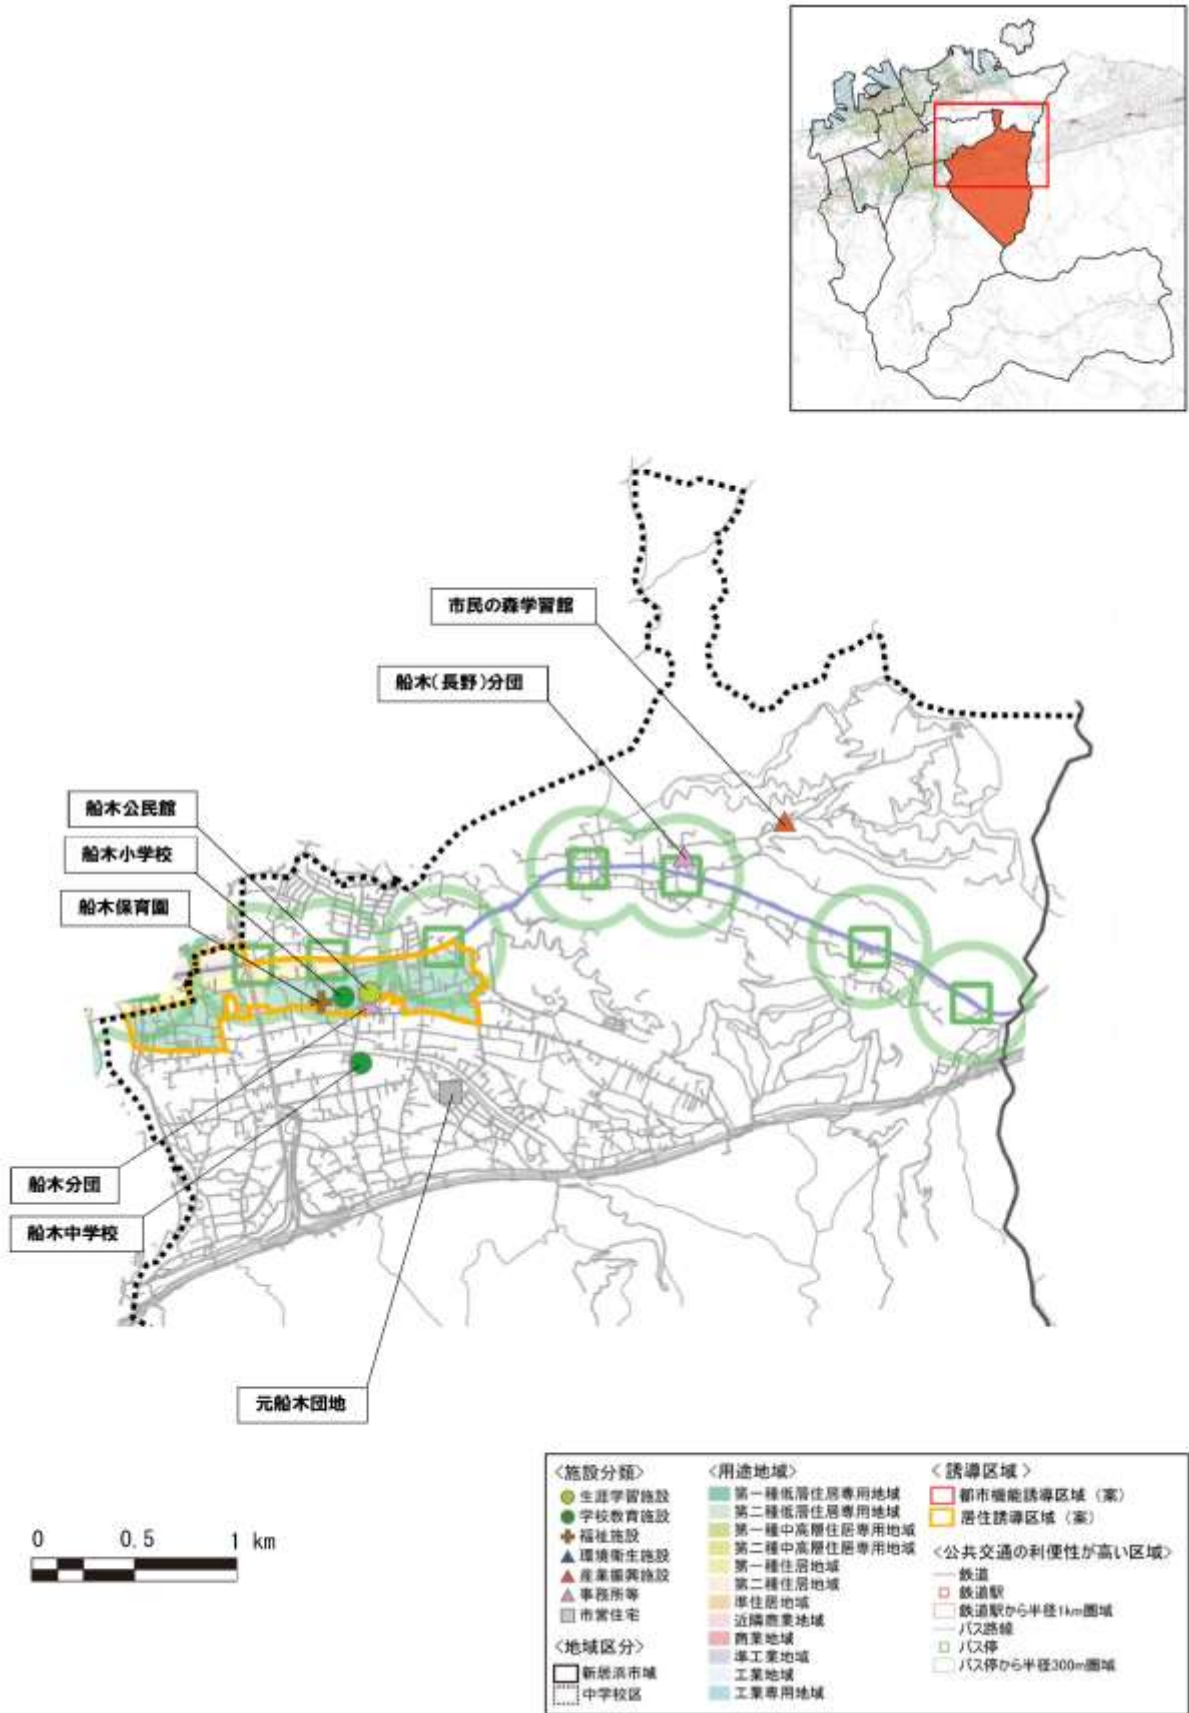 市民の森学習館
船木(長野)分団
船木公民館
船木小学校
船木保育園
船木分団
船木中学校
元船木団地
0 0.5 1 km
〈施設分類〉
生涯学習施設
学校教育施設
福祉施設
環境衛生施設
産業振興施設
事務所等
市営住宅
〈地域区分〉
新居浜市域
中学校区
〈用途地域〉
第一種低層住居専用地域
第二種低層住居専用地域
第一種中高層住居専用地域
第二種中高層住居専用地域
第一種住居地域
第二種住居地域
準住居地域
近隣商業地域
商業地域
準工業地域
工業地域
工業専用地域
〈誘導区域〉
都市機能誘導区域（案）
居住誘導区域（案）
〈公共交通の利便性が高い区域〉
鉄道
鉄道駅
鉄道駅から半径1km圏域
バス路線
バス停
バス停から半径300m圏域